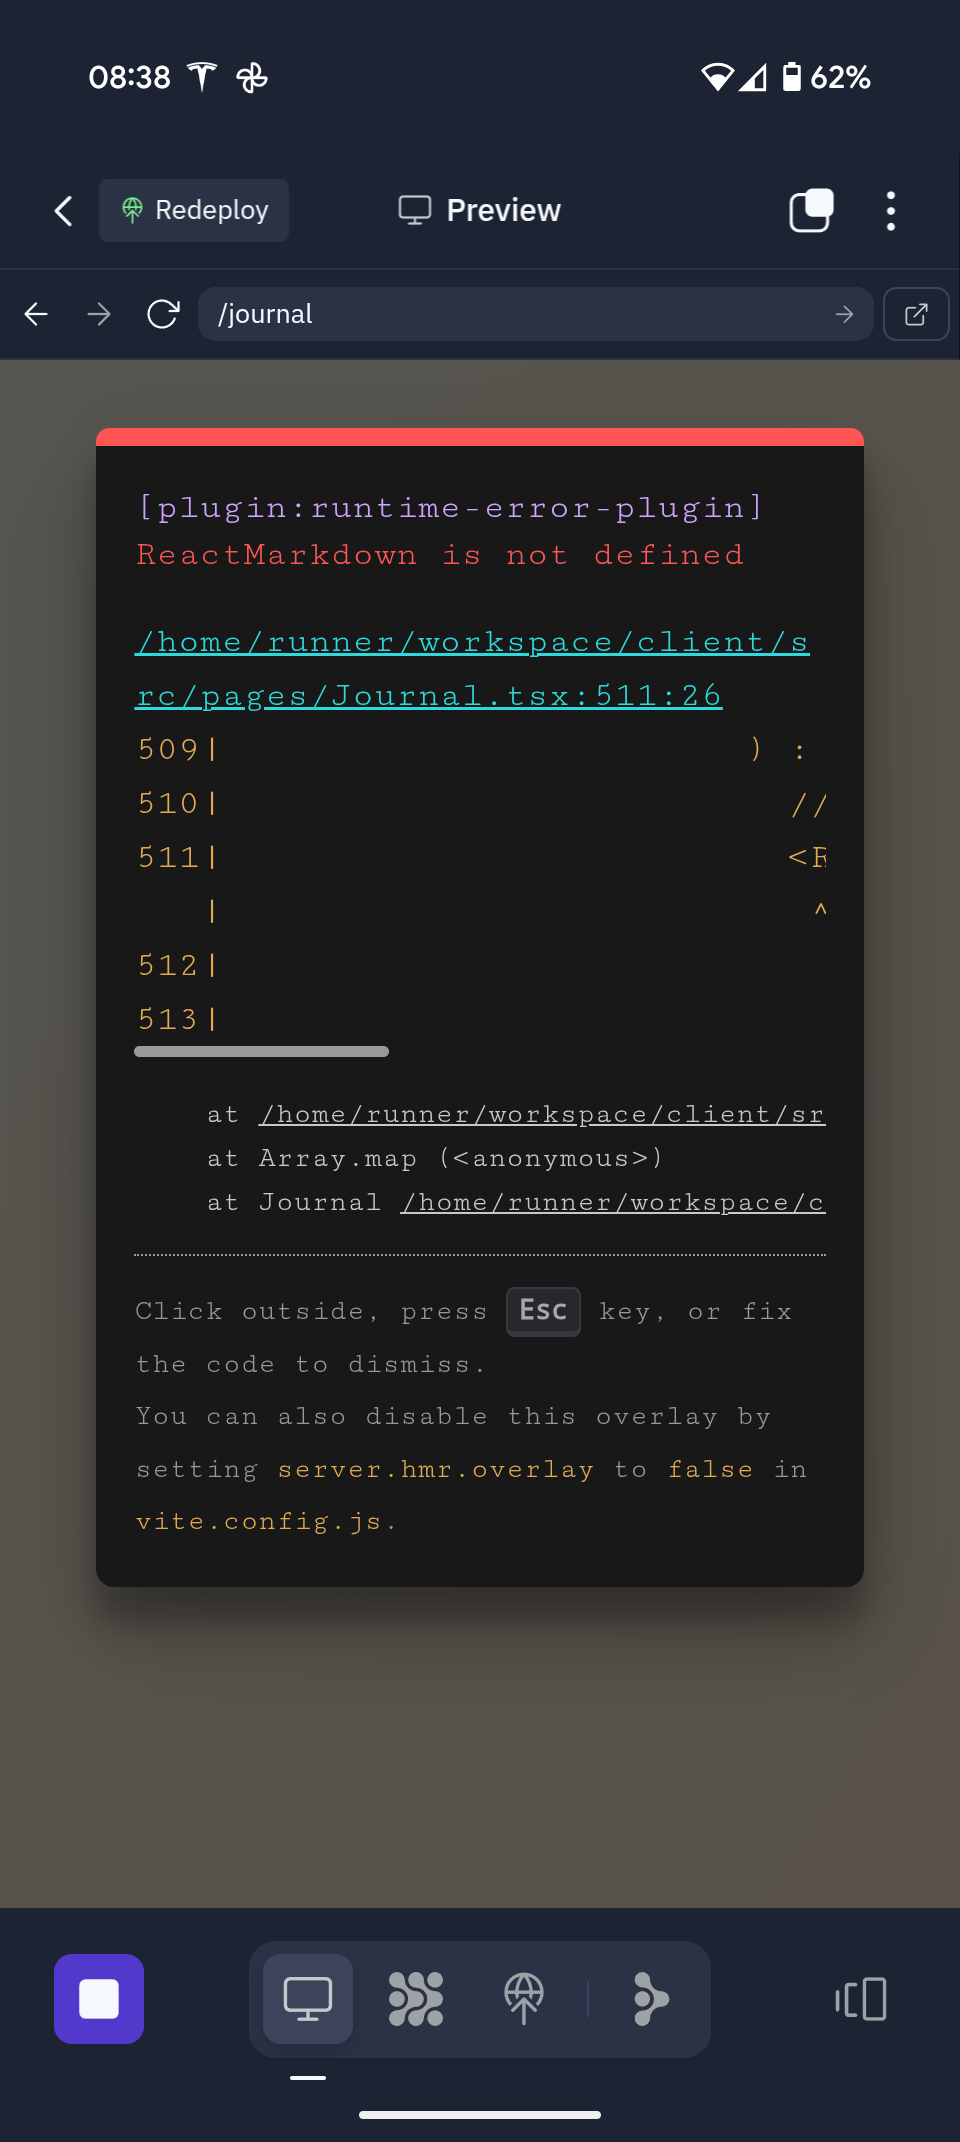 08:38 62%
Redeploy Preview
/journal
[plugin:runtime-error-plugin]
ReactMarkdown is not defined
/home/runner/workspace/client/s
rc/pages/Journal.tsx:511:26
509| ) :
510| //
511| <R
| ^
512|
513|
at /home/runner/workspace/client/sr
at Array.map (<anonymous>)
at Journal /home/runner/workspace/c
Click outside, press Esc key, or fix
the code to dismiss.
You can also disable this overlay by
setting server.hmr.overlay to false in
vite.config.js.